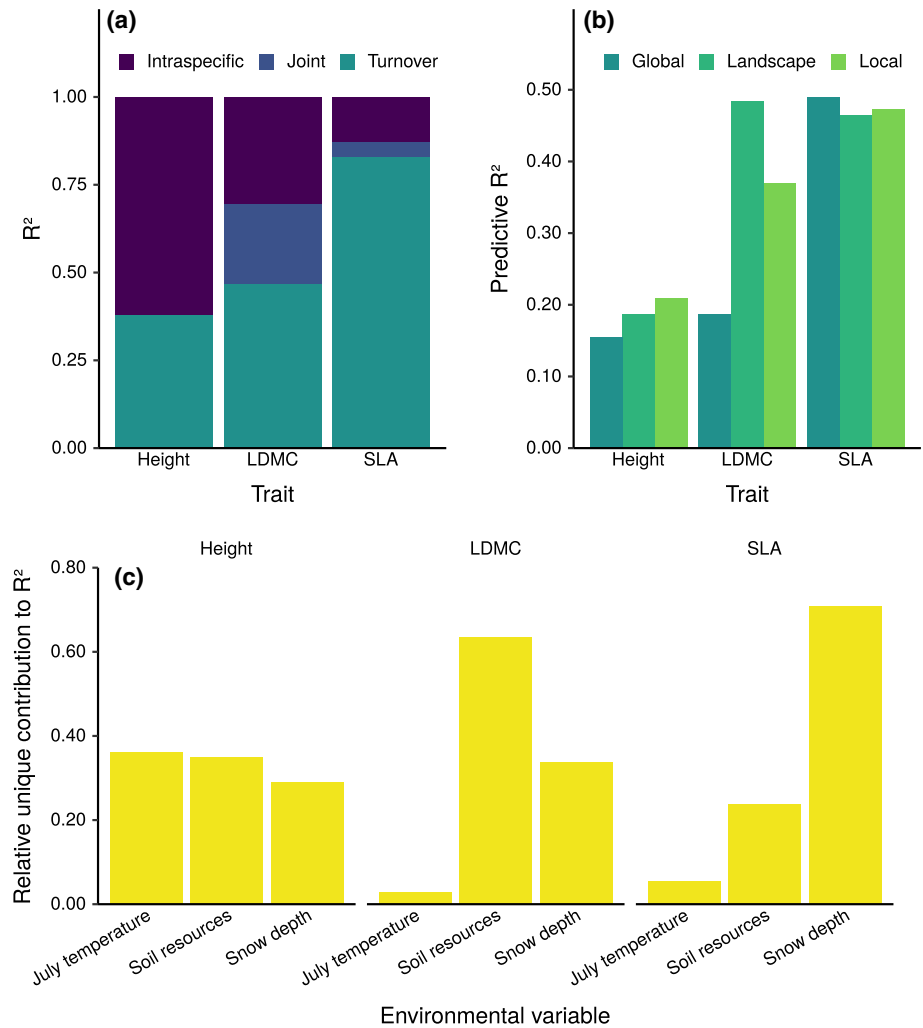 (a)
Intraspecific Joint Turnover
1.00
0.75
0.50
0.25
0.00
R²
Height LDMC SLA
Trait
(b)
Global Landscape Local
0.50
0.40
0.30
0.20
0.10
0.00
Predictive R²
Height LDMC SLA
Trait
Height LDMC SLA
(c)
0.80
0.60
0.40
0.20
0.00
Relative unique contribution to R²
July temperature Soil resources Snow depth July temperature Soil resources Snow depth July temperature Soil resources Snow depth
Environmental variable